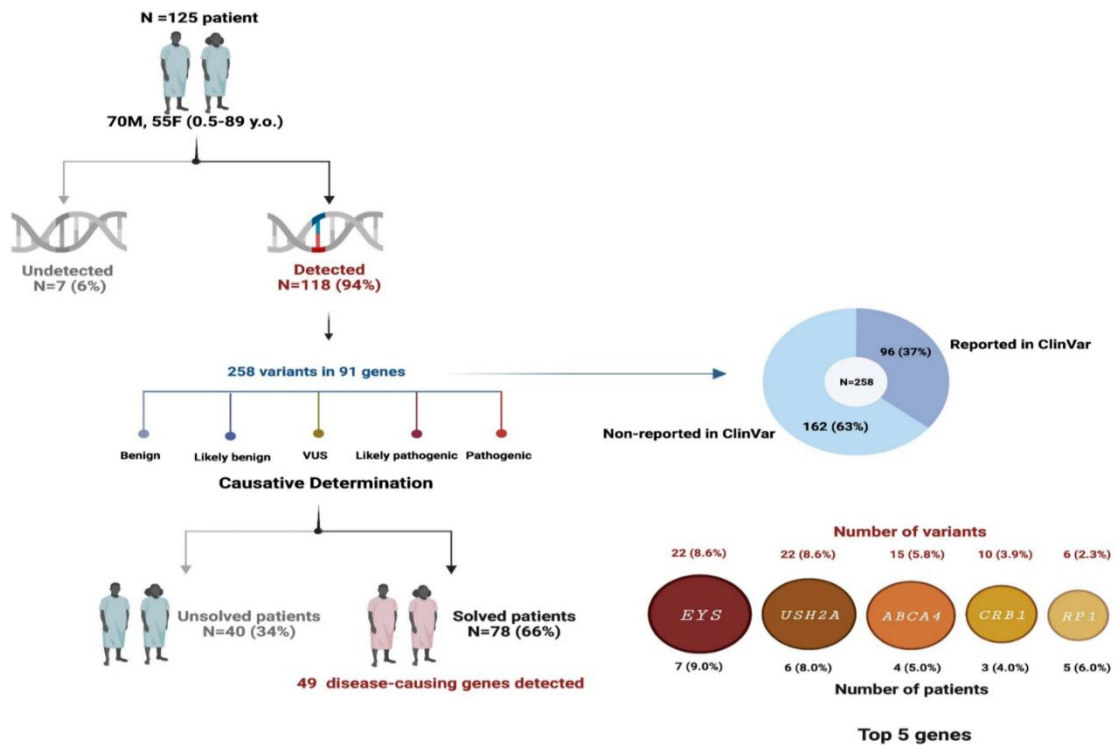 N =125 patient
70M, 55F (0.5-89 y.o.)
Undetected
N=7 (6%)
Detected
N=118 (94%)
258 variants in 91 genes
Benign
Likely benign
VUS
Likely pathogenic
Pathogenic
Causative Determination
Unsolved patients
N=40 (34%)
Solved patients
N=78 (66%)
49 disease-causing genes detected
96 (37%)
Reported in ClinVar
N=258
162 (63%)
Non-reported in ClinVar
Number of variants
22 (8.6%)
22 (8.6%)
15 (5.8%)
10 (3.9%)
6 (2.3%)
EYS
USH2A
ABCA4
CRB1
RP1
7 (9.0%)
6 (8.0%)
4 (5.0%)
3 (4.0%)
5 (6.0%)
Number of patients
Top 5 genes